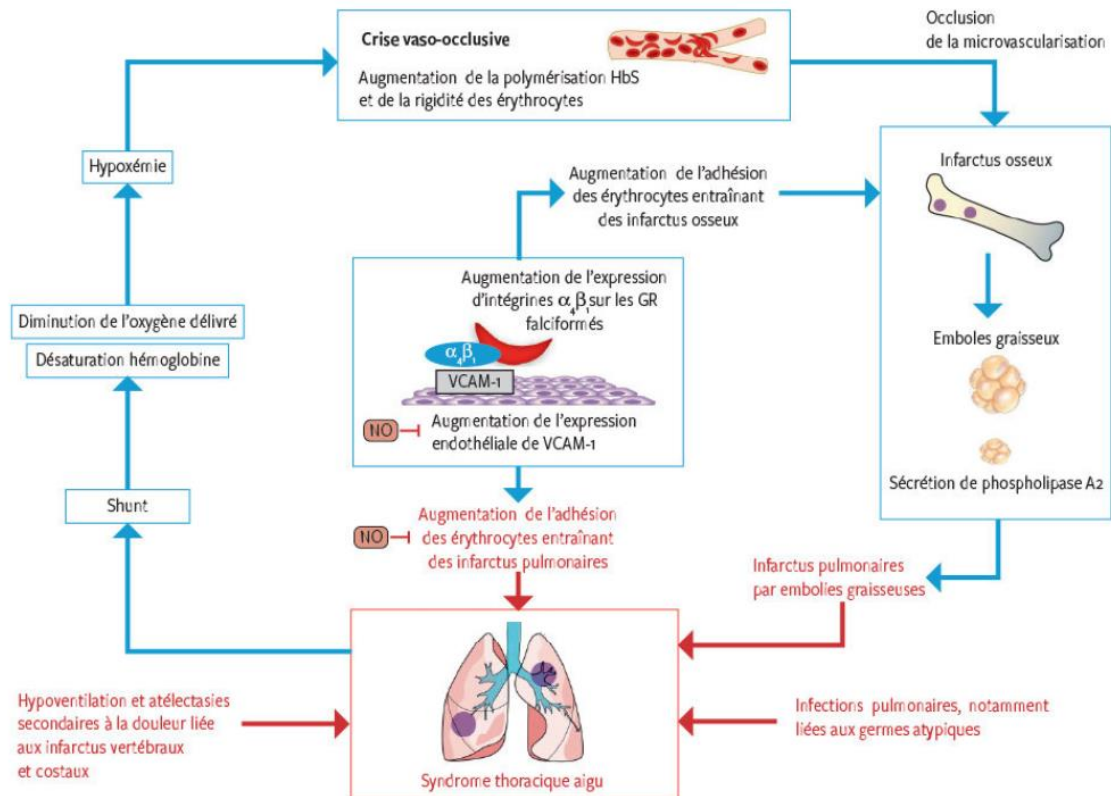 Crise vaso-occlusive
Augmentation de la polymérisation HbS
et de la rigidité des érythrocytes
Occlusion
de la microvascularisation
Hypoxémie
Diminution de l'oxygène délivré
Désaturation hémoglobine
Shunt
Augmentation de l'adhésion
des érythrocytes entraînant
des infarctus osseux
Augmentation de l'expression
d'intégrines α4β1 sur les GR
falciformés
α4β1
VCAM-1
NO
Augmentation de l'expression
endothéliale de VCAM-1
NO
Augmentation de l'adhésion
des érythrocytes entraînant
des infarctus pulmonaires
Infarctus osseux
Emboles graisseux
Sécrétion de phospholipase A2
Infarctus pulmonaires
par embolies graisseuses
Hypoventilation et atélectasies
secondaires à la douleur liée
aux infarctus vertébraux
et costaux
Infections pulmonaires, notamment
liées aux germes atypiques
Syndrome thoracique aigu